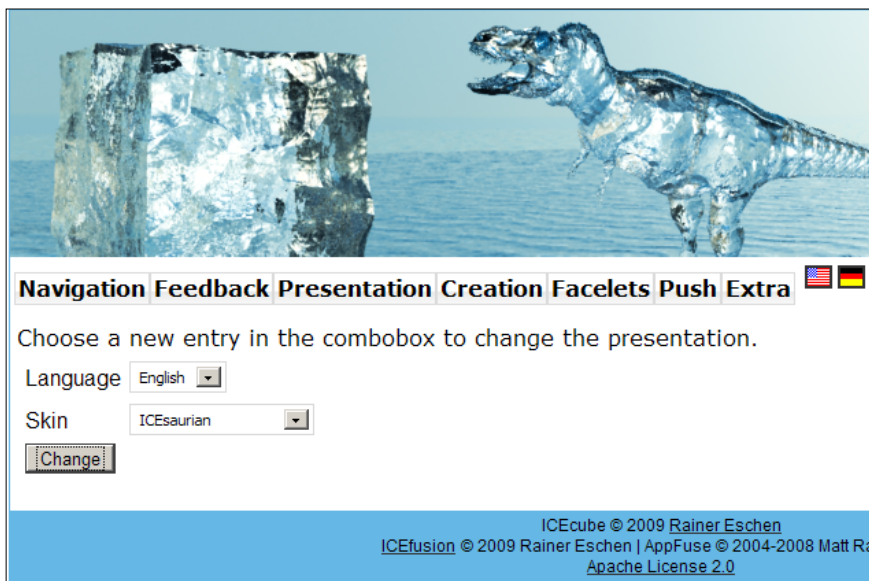 Navigation Feedback Presentation Creation Facelets Push Extra
Choose a new entry in the combobox to change the presentation.
Language English
Skin ICEsaurian
Change
ICEcube © 2009 Rainer Eschen
ICEfusion © 2009 Rainer Eschen | AppFuse © 2004-2008 Matt
Apache License 2.0